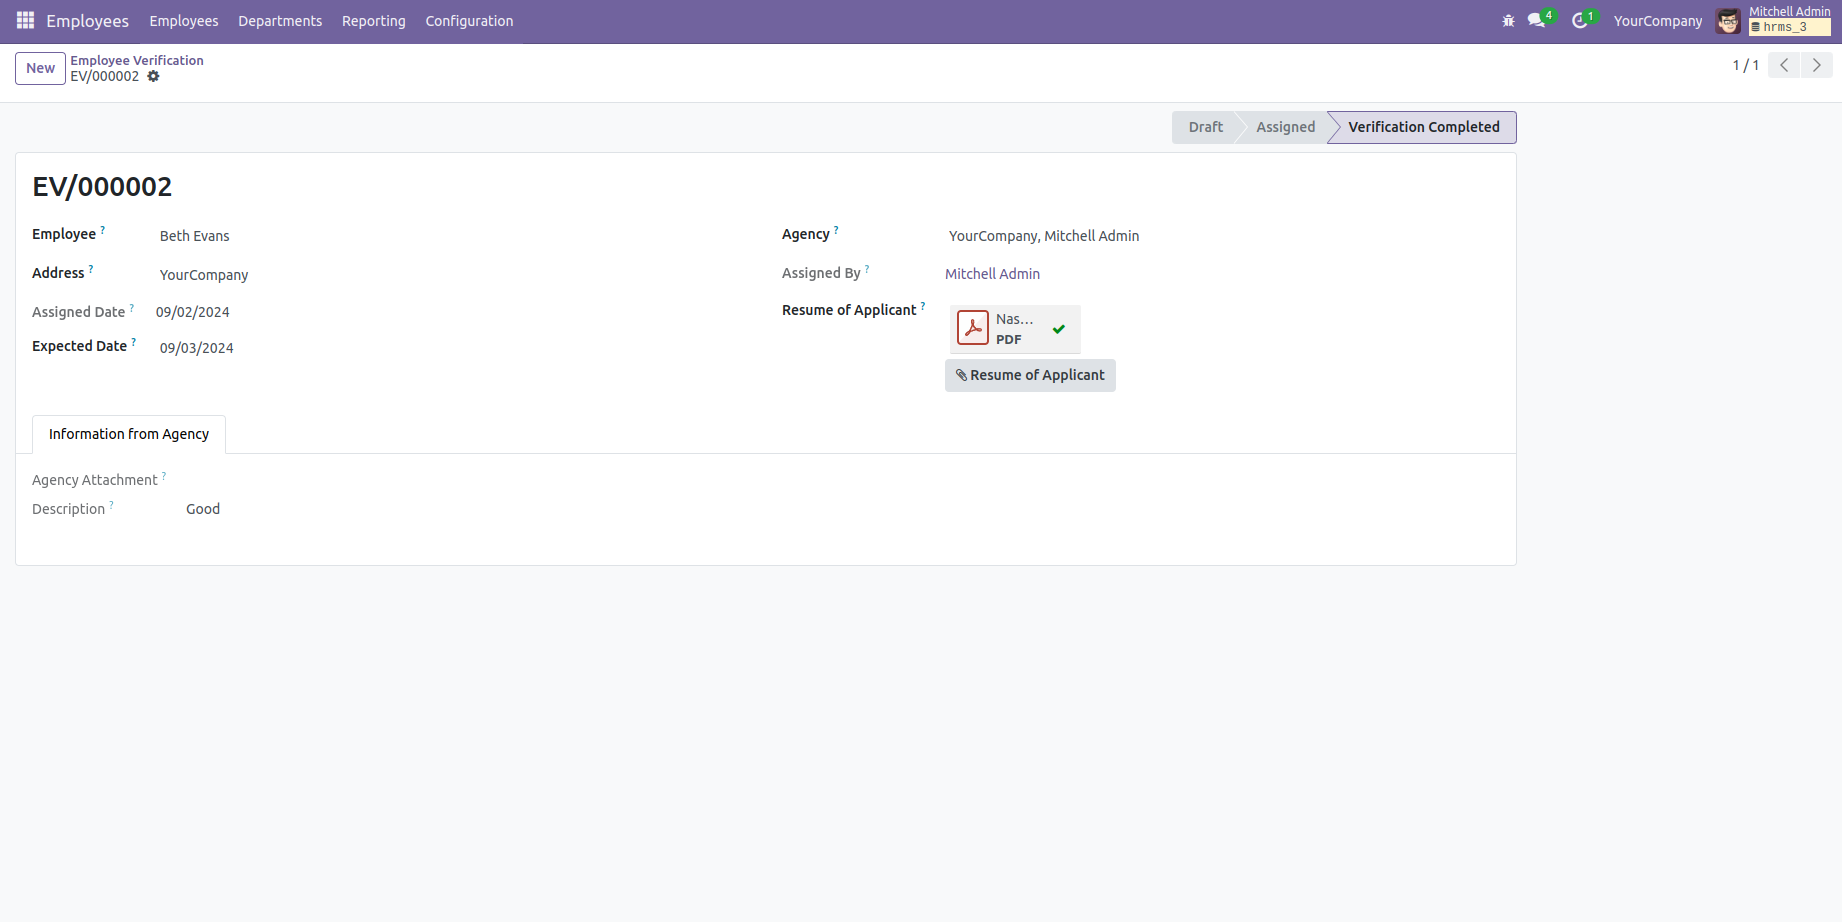 Employees Employees Departments Reporting Configuration 4 1 YourCompany Mitchell Admin
hrms_3
New Employee Verification
EV/000002
1 / 1
Draft Assigned Verification Completed
EV/000002
Employee ? Beth Evans
Address ? YourCompany
Assigned Date ? 09/02/2024
Expected Date ? 09/03/2024
Agency ? YourCompany, Mitchell Admin
Assigned By ? Mitchell Admin
Resume of Applicant ? Nas...
PDF
Resume of Applicant
Information from Agency
Agency Attachment ?
Description ? Good